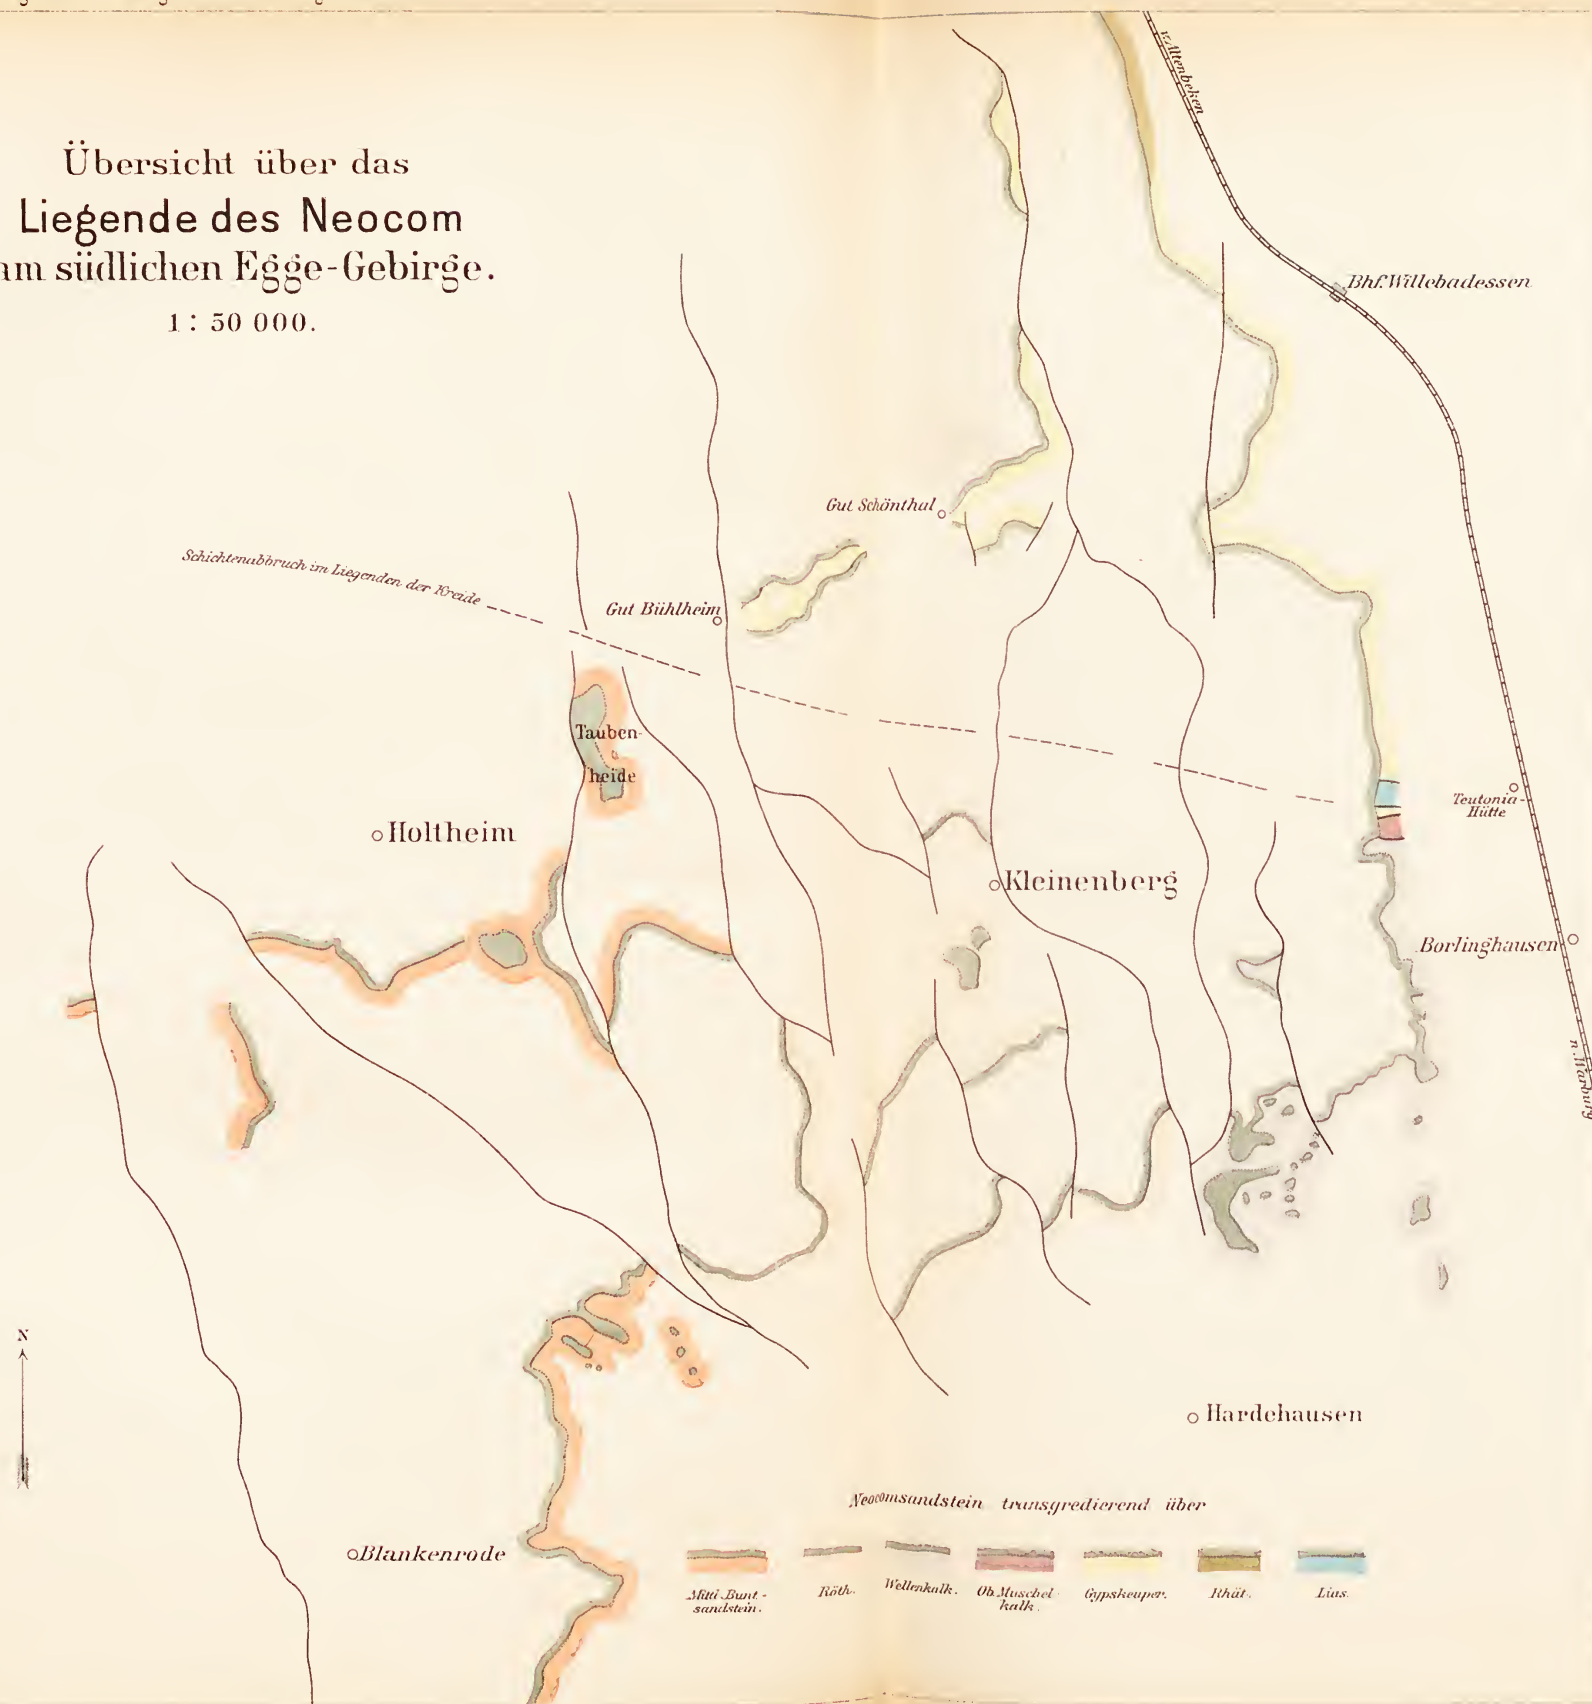 Übersicht über das
Liegende des Neocom
am südlichen Egge-Gebirge.
1 : 50 000.
v. Altenbeken
Bhf. Willebadessen
Gut Schönthal
Schichtenabbruch im Liegenden der Kreide
Gut Bühlheim
Tauben-
heide
Teutonia-
Hütte
Holtheim
Kleinenberg
Borlinghausen
n. Warburg
N
Hardehausen
Blankenrode
Neocomsandstein transgredierend über
Mittl. Bunt-
sandstein.
Röth.
Wellenkalk.
Ob. Muschel-
kalk.
Gypskeuper.
Rhät.
Lias.